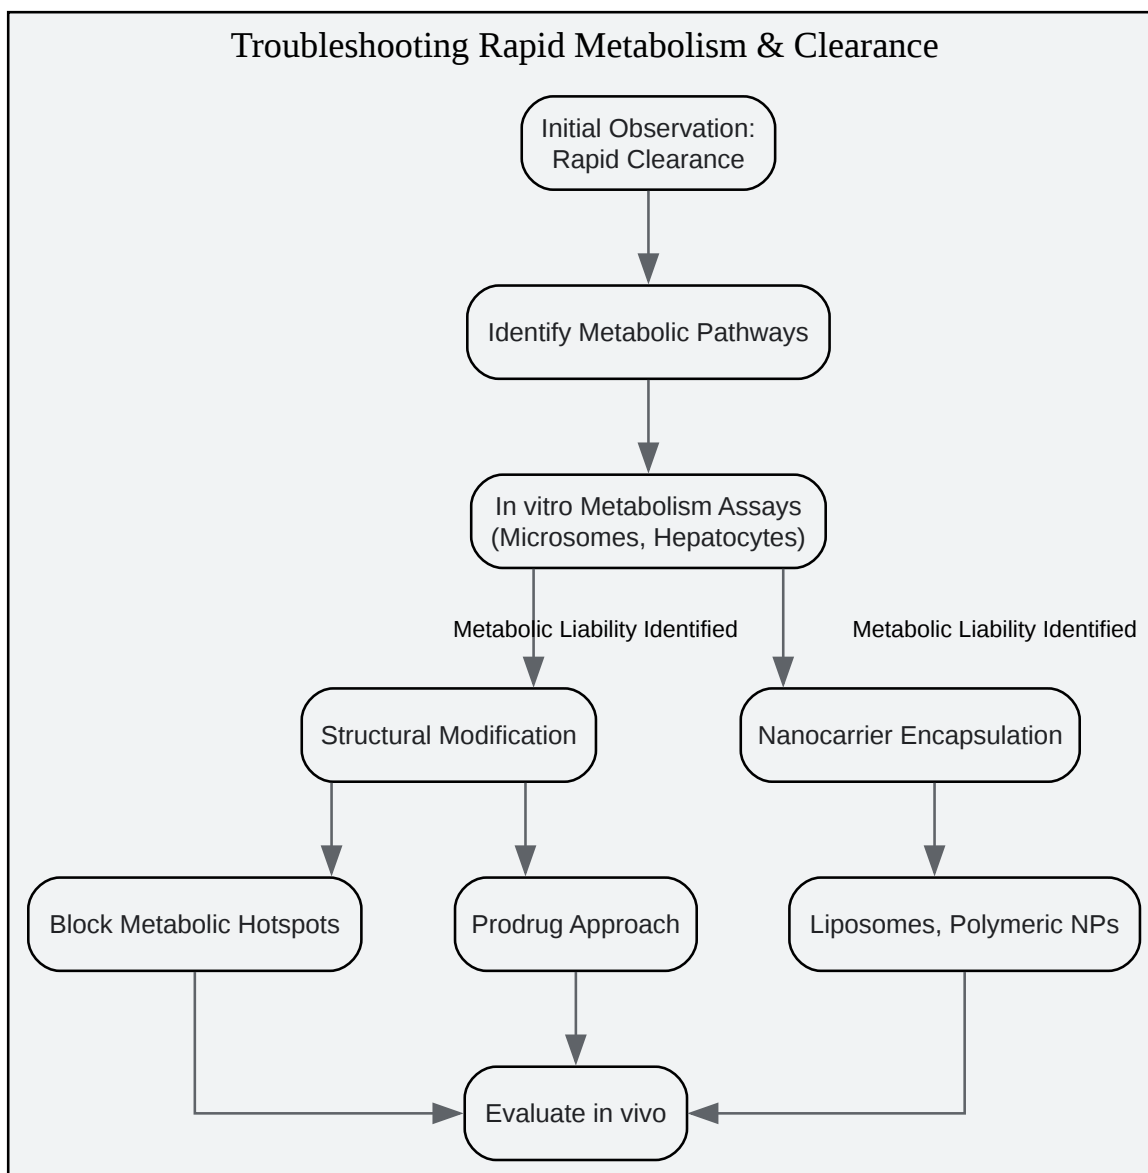 Troubleshooting Rapid Metabolism & Clearance
Initial Observation:
Rapid Clearance
Identify Metabolic Pathways
In vitro Metabolism Assays
(Microsomes, Hepatocytes)
Metabolic Liability Identified
Metabolic Liability Identified
Structural Modification
Nanocarrier Encapsulation
Block Metabolic Hotspots
Prodrug Approach
Liposomes, Polymeric NPs
Evaluate in vivo